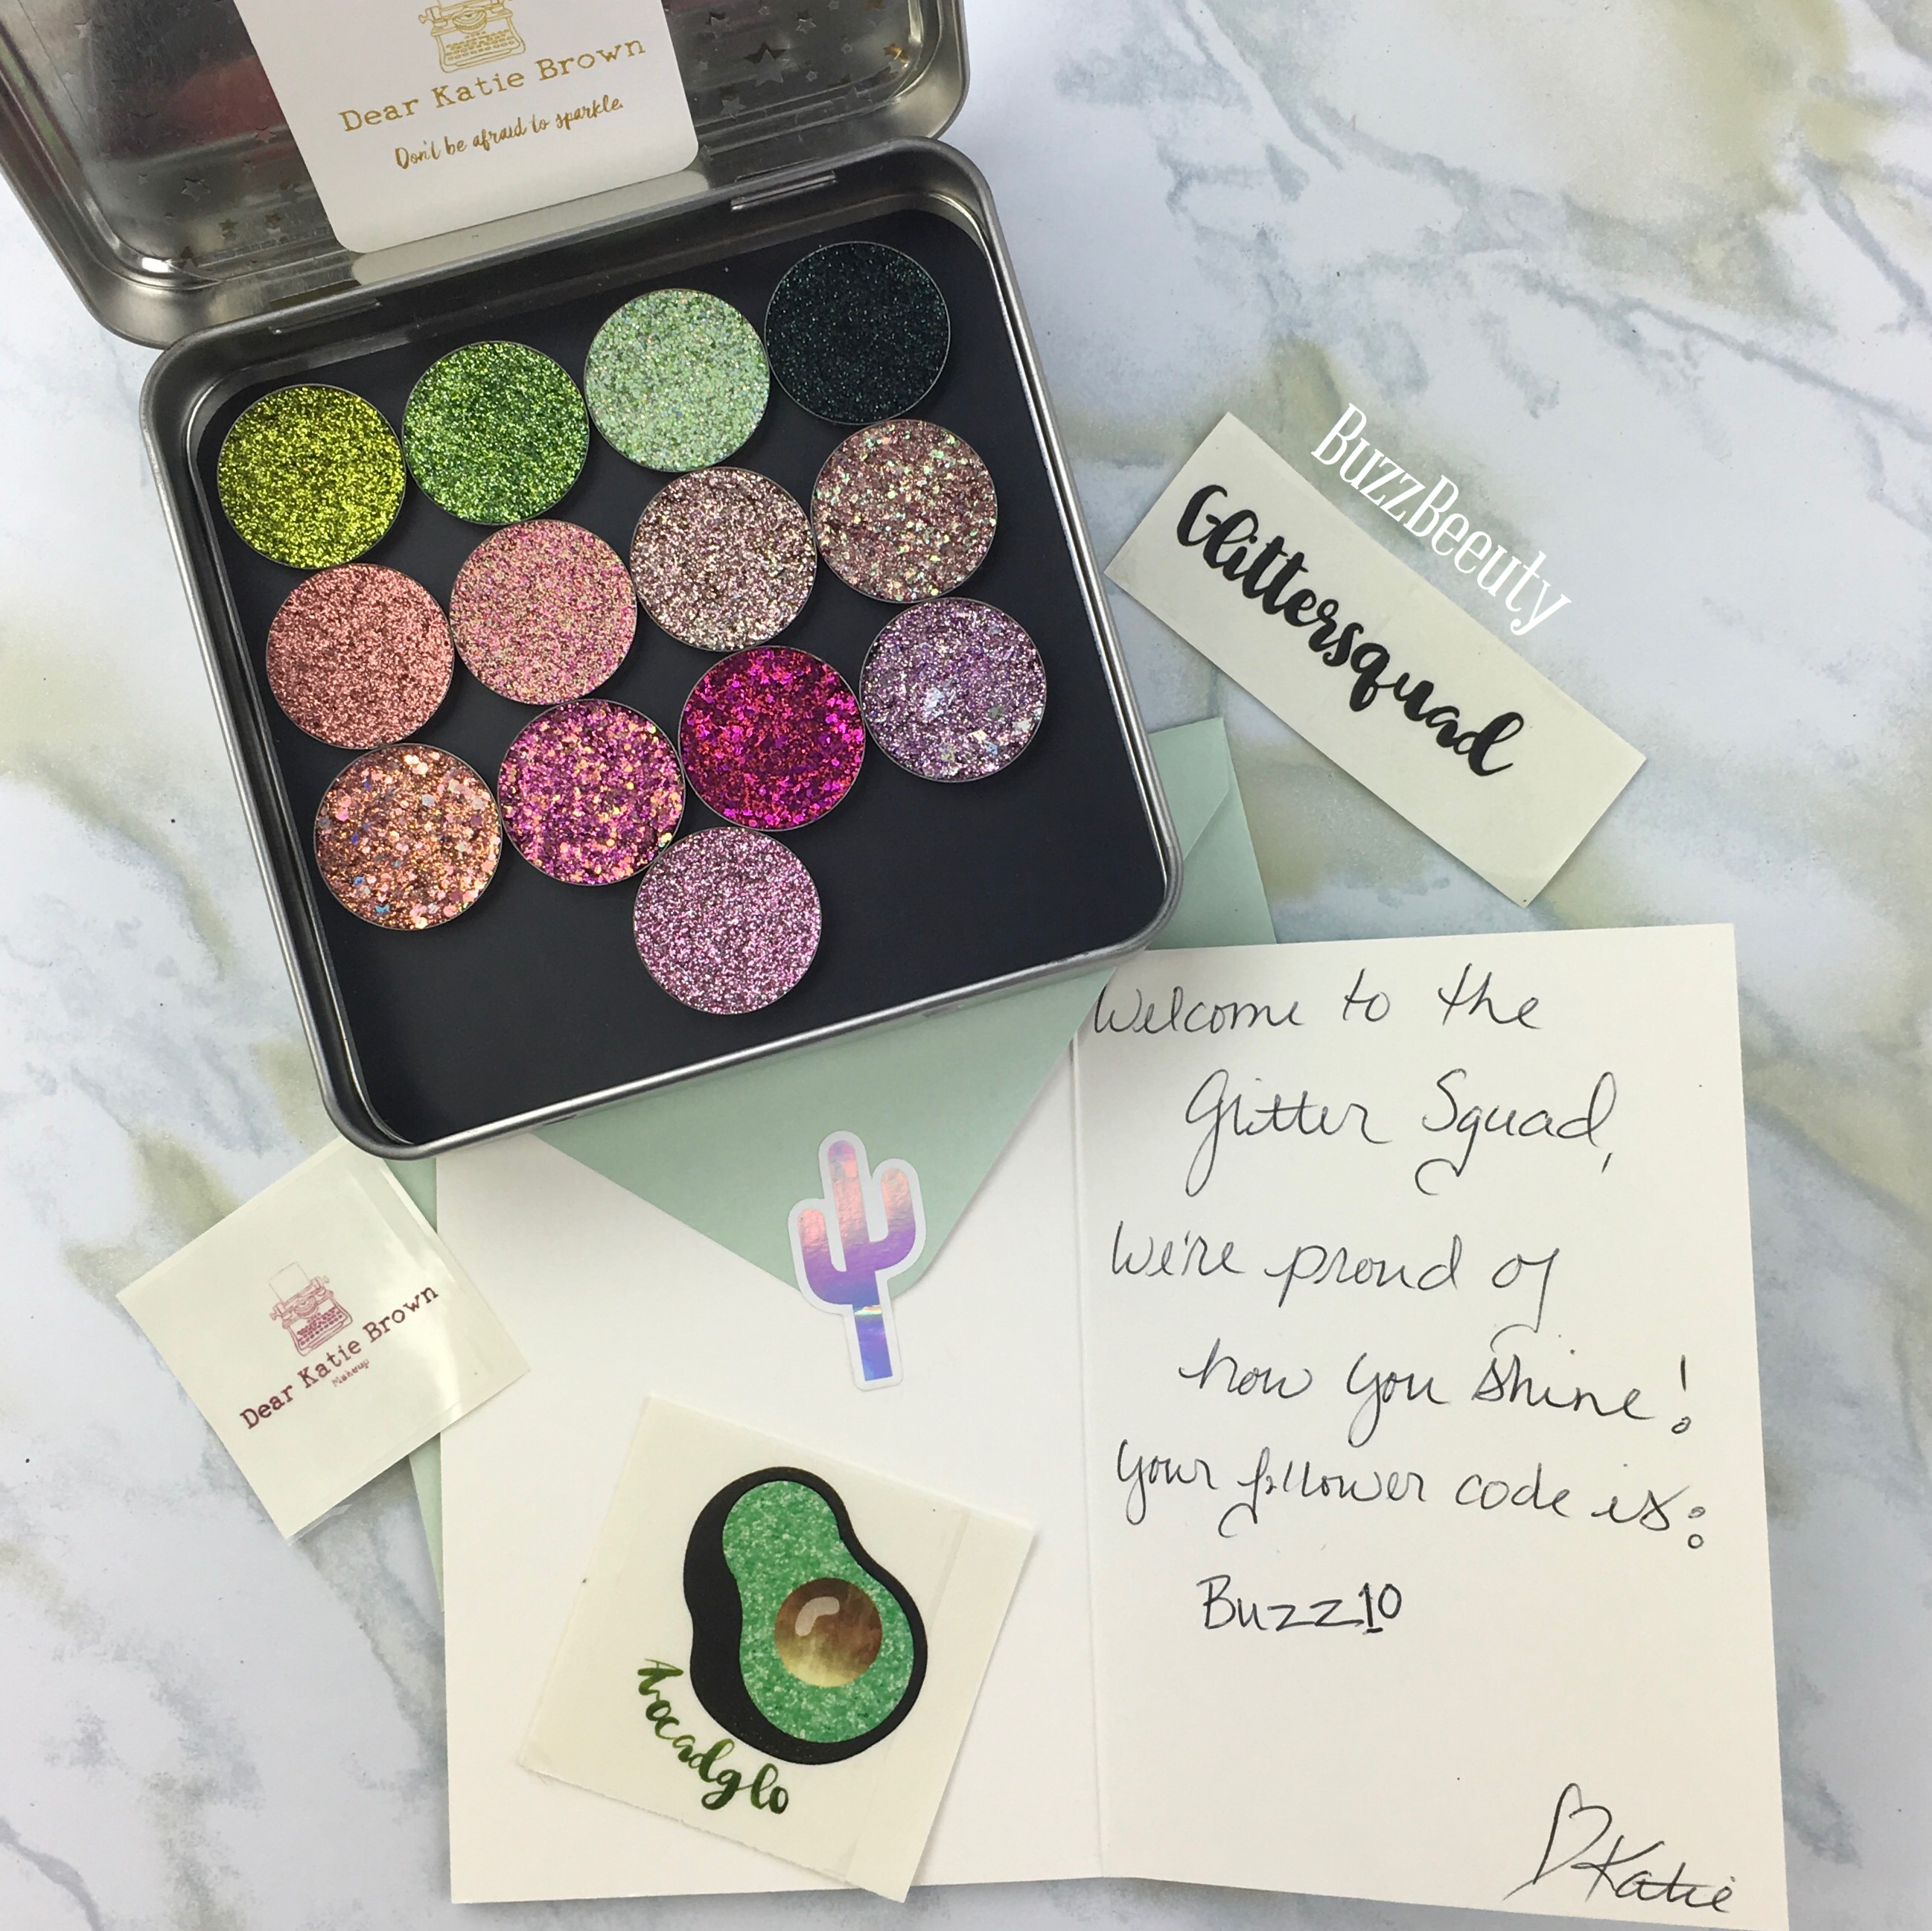 Dear Katie Brown
Don't be afraid to sparkle.
BuzzBeeuty
Glittersquad
Welcome to the
Glitter Squad,
We're proud of
how you shine!
Your follower code is:
Buzz10
♡Katie
Dear Katie Brown
Makeup
Avocadglo